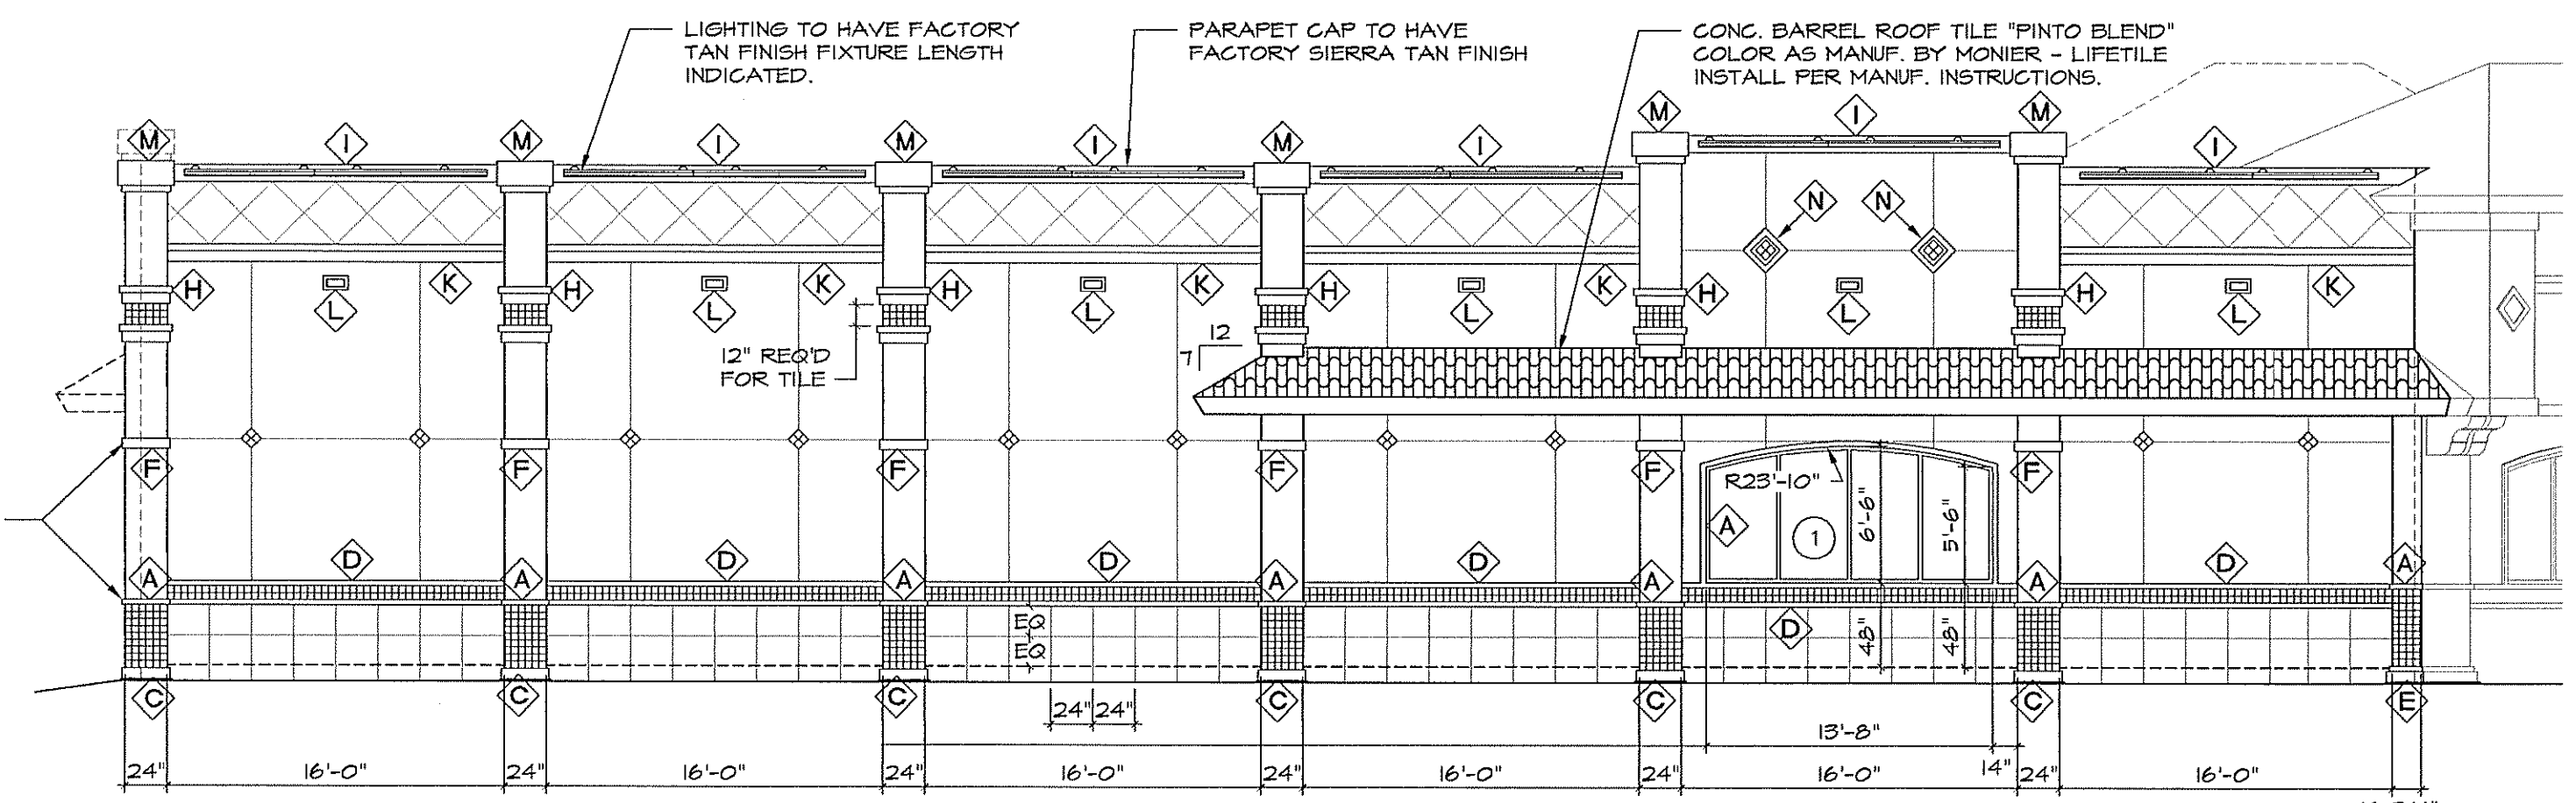 LIGHTING TO HAVE FACTORY
TAN FINISH FIXTURE LENGTH
INDICATED.
PARAPET CAP TO HAVE
FACTORY SIERRA TAN FINISH
CONC. BARREL ROOF TILE "PINTO BLEND"
COLOR AS MANUF. BY MONIER - LIFETILE
INSTALL PER MANUF. INSTRUCTIONS.
M I M I M I M I M I M I
N N
H K H K H K H K H H K
L L L L L L
12
7
12" REQ'D
FOR TILE
F F F F F F
R23'-10"
A 1 6'-6" 5'-6"
D D D D D
A A A A A A A
EQ
EQ
D 48" 48"
C C C C C C E
24" 24"
13'-8"
24" 16'-0" 24" 16'-0" 24" 16'-0" 24" 16'-0" 24" 16'-0" 14" 24" 16'-0"